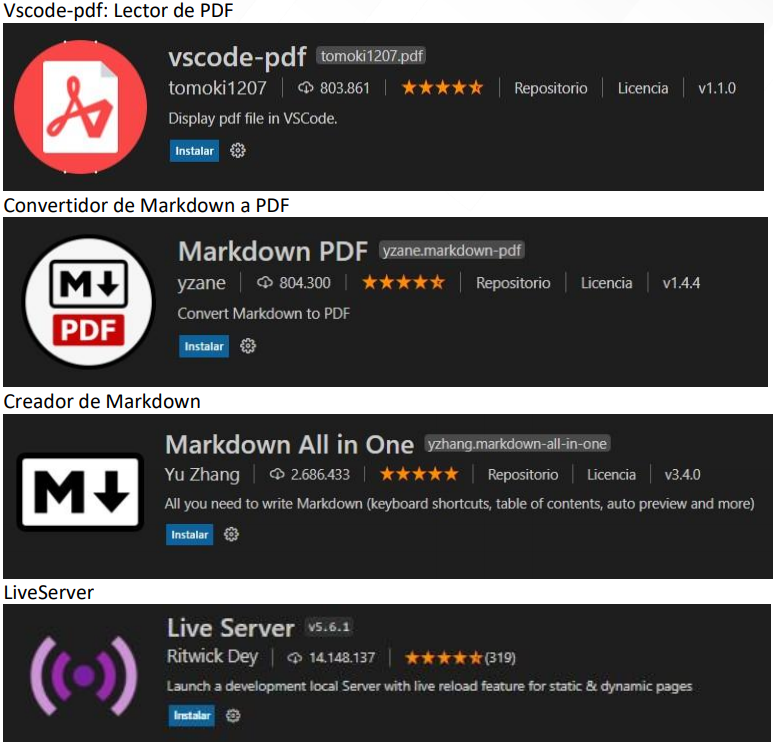 Vscode-pdf: Lector de PDF
vscode-pdf tomoki1207.pdf
tomoki1207 803.861 Repositorio Licencia v1.1.0
Display pdf file in VSCode.
Instalar
Convertidor de Markdown a PDF
M PDF
Markdown PDF yzane.markdown-pdf
yzane 804.300 Repositorio Licencia v1.4.4
Convert Markdown to PDF
Instalar
Creador de Markdown
M
Markdown All in One yzhang.markdown-all-in-one
Yu Zhang 2.686.433 Repositorio Licencia v3.4.0
All you need to write Markdown (keyboard shortcuts, table of contents, auto preview and more)
Instalar
LiveServer
Live Server v5.6.1
Ritwick Dey 14.148.137 (319)
Launch a development local Server with live reload feature for static & dynamic pages
Instalar